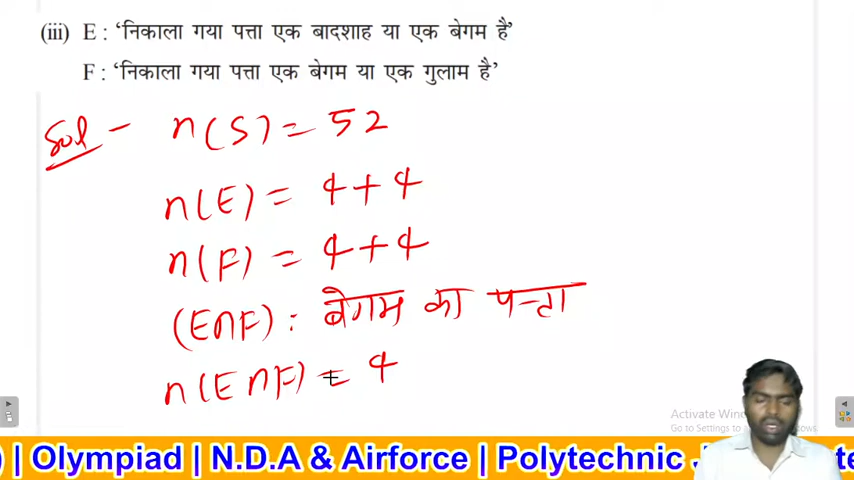 (iii) E : 'निकाला गया पत्ता एक बादशाह या एक बेगम है'
F : 'निकाला गया पत्ता एक बेगम या एक गुलाम है'
Sol - n(S) = 52
n(E) = 4+4
n(F) = 4+4
(E∩F) : बेगम का पत्ता
n(E∩F) = 4
Activate Win
Go to Settings to a
) | Olympiad | N.D.A & Airforce | Polytechnic